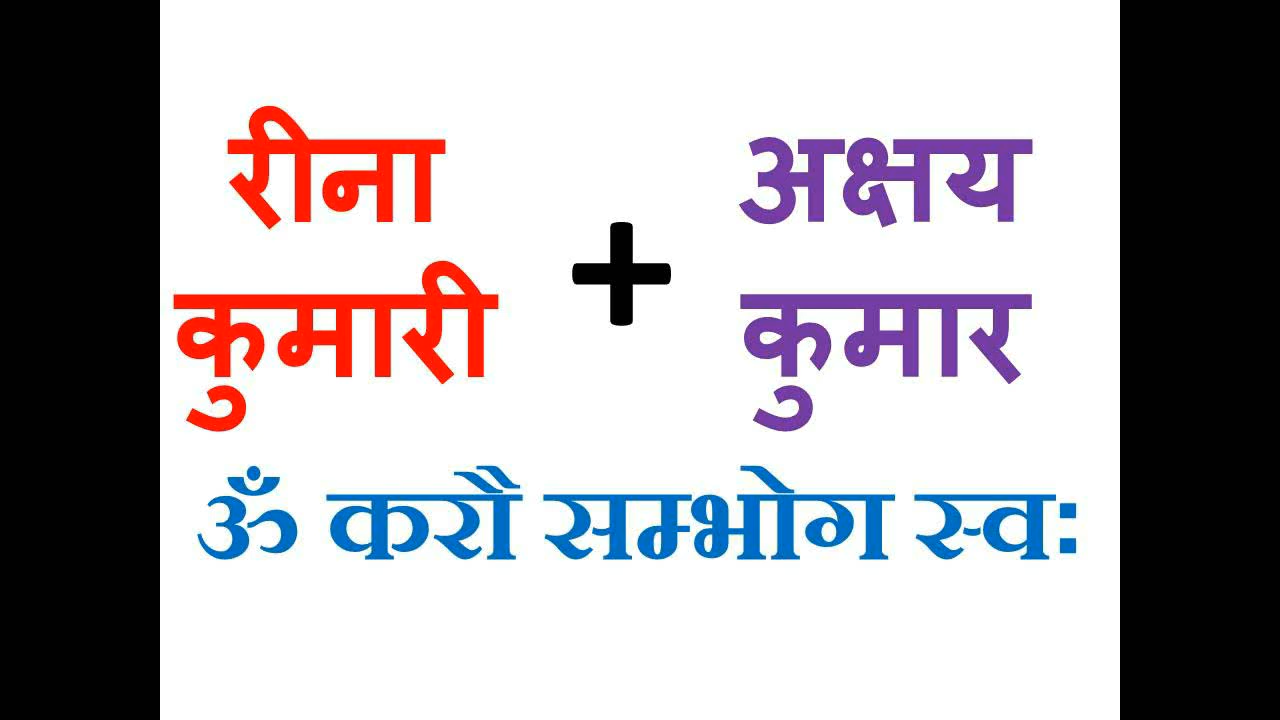 रीना
कुमारी
+
अक्षय
कुमार
ॐ करौं सम्भोग स्वः